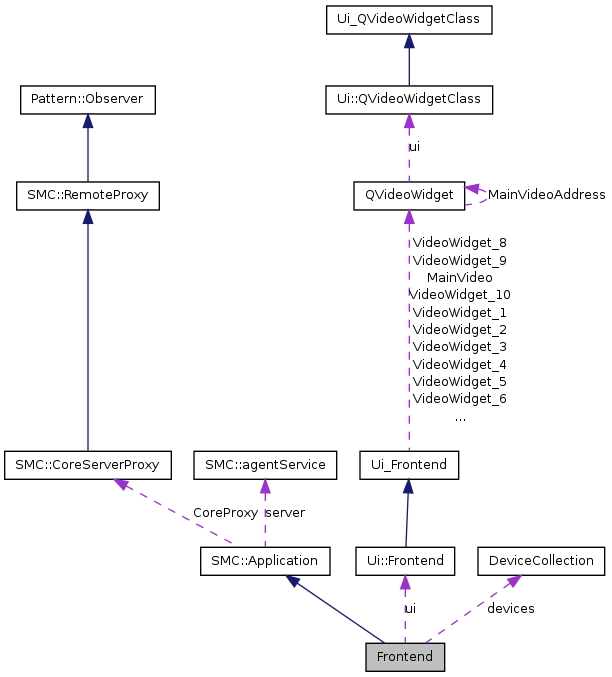 Ui_QVideoWidgetClass
Pattern::Observer
Ui::QVideoWidgetClass
ui
SMC::RemoteProxy
QVideoWidget
MainVideoAddress
VideoWidget_8
VideoWidget_9
MainVideo
VideoWidget_10
VideoWidget_1
VideoWidget_2
VideoWidget_3
VideoWidget_4
VideoWidget_5
VideoWidget_6
...
SMC::CoreServerProxy
SMC::agentService
Ui_Frontend
CoreProxy
server
SMC::Application
Ui::Frontend
DeviceCollection
ui
devices
Frontend